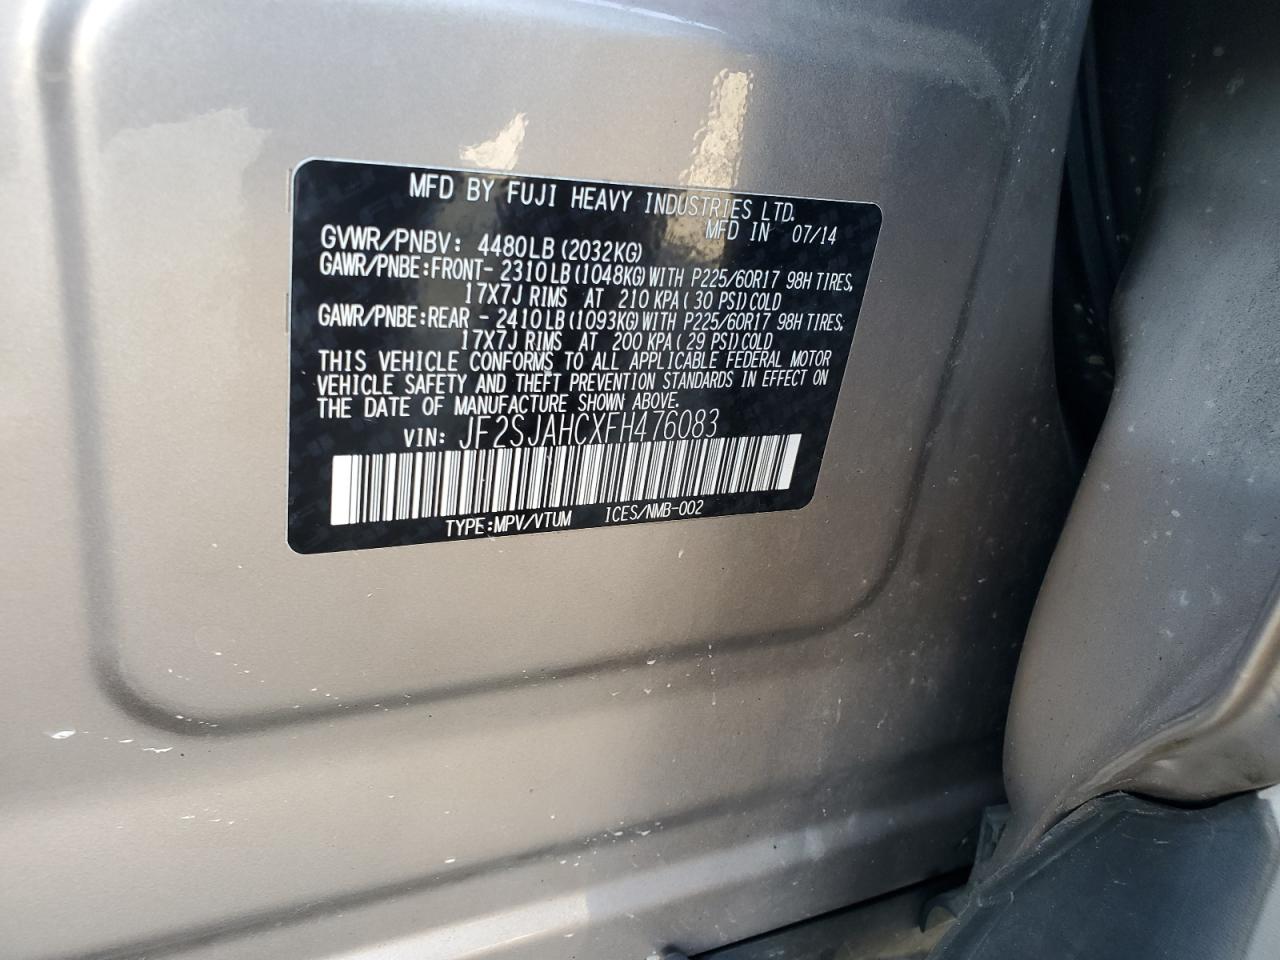 MFD BY FUJI HEAVY INDUSTRIES LTD.
MFD IN 07/14
GVWR/PNBV: 4480LB (2032KG)
GAWR/PNBE:FRONT- 2310LB (1048KG) WITH P225/60R17 98H TIRES,
17X7J RIMS AT 210 KPA ( 30 PSI) COLD
GAWR/PNBE:REAR - 2410LB (1093KG) WITH P225/60R17 98H TIRES,
17X7J RIMS AT 200 KPA ( 29 PSI) COLD
THIS VEHICLE CONFORMS TO ALL APPLICABLE FEDERAL MOTOR
VEHICLE SAFETY AND THEFT PREVENTION STANDARDS IN EFFECT ON
THE DATE OF MANUFACTURE SHOWN ABOVE.
VIN: JF2SJAHCXFH476083
TYPE:MPV/VTUM ICES/NMB-002